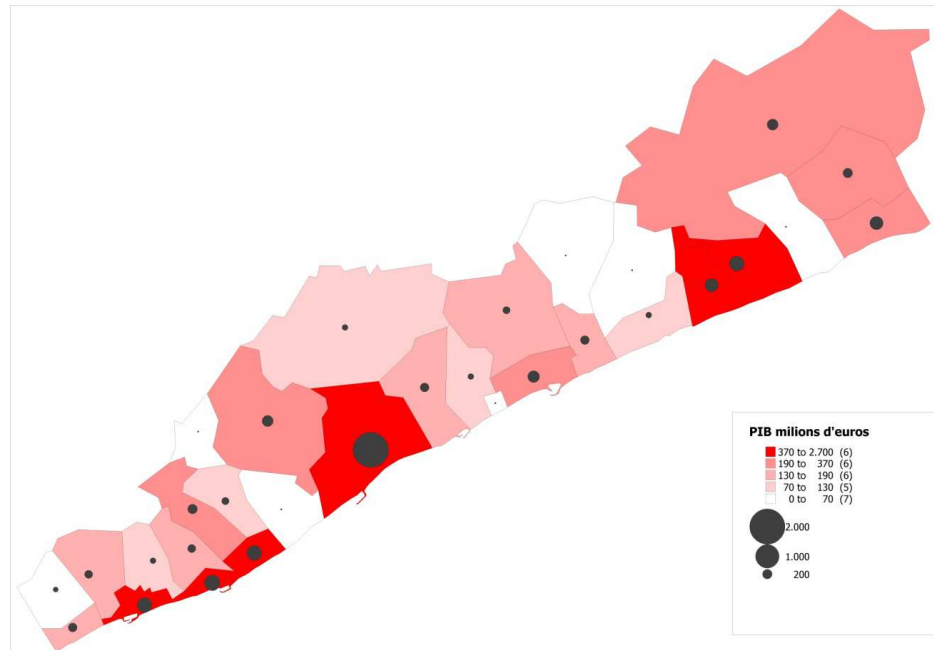 PIB milions d'euros
370 to 2.700 (6)
190 to 370 (6)
130 to 190 (6)
70 to 130 (5)
0 to 70 (7)
2.000
1.000
200